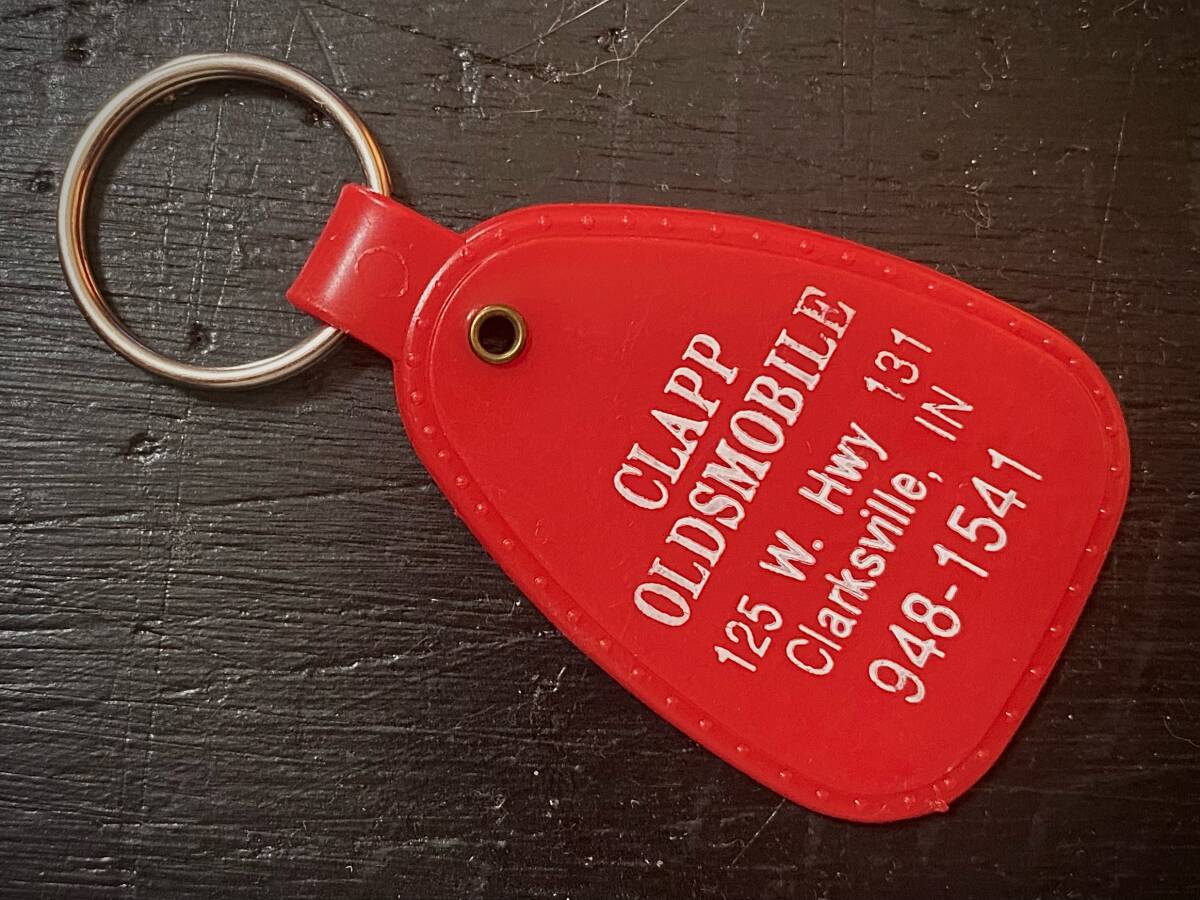 CLAPP
OLDSMOBILE
125 W. Hwy 131
Clarksville, IN
948-1541